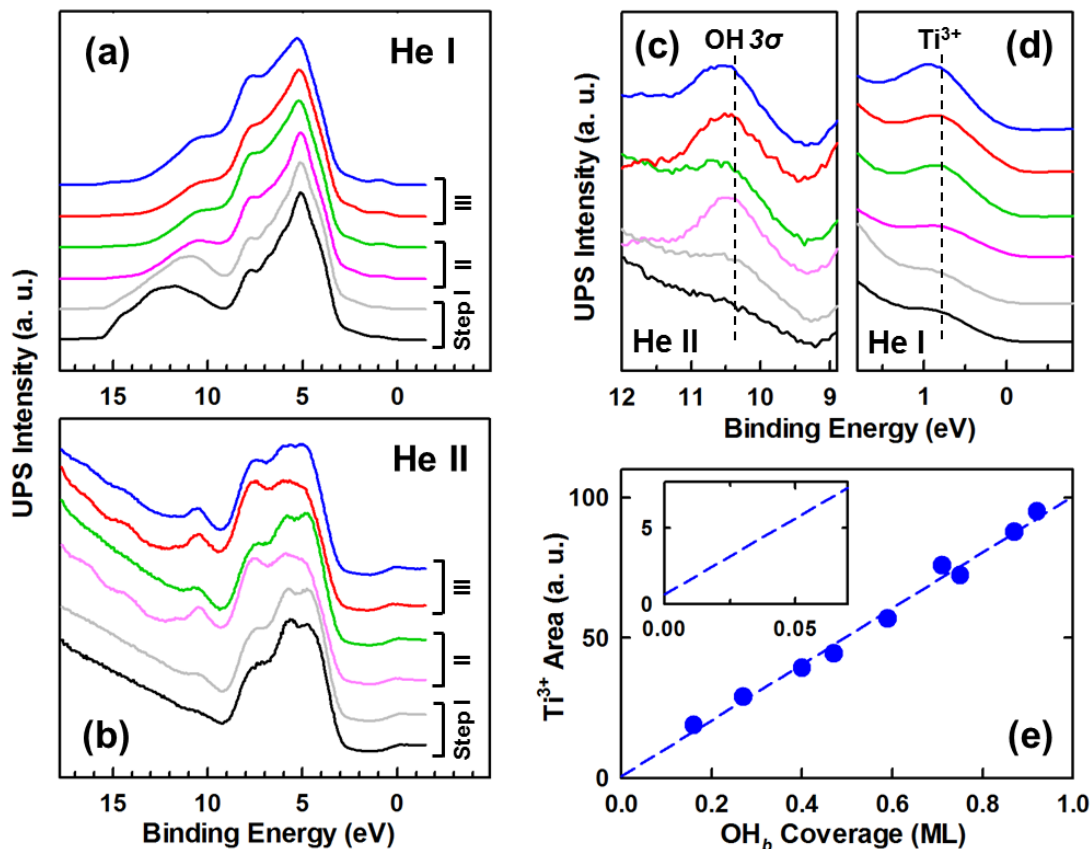 (a)
He I
III
II
Step I
15 10 5 0
UPS Intensity (a. u.)
He II
III
II
Step I
(b)
15 10 5 0
Binding Energy (eV)
(c)
OH 3σ
He II
12 11 10 9
UPS Intensity (a. u.)
Ti³⁺
(d)
He I
1 0
Binding Energy (eV)
100
50
0
5
0
0.00 0.05
Ti³⁺ Area (a. u.)
(e)
0.0 0.2 0.4 0.6 0.8 1.0
OH_b Coverage (ML)